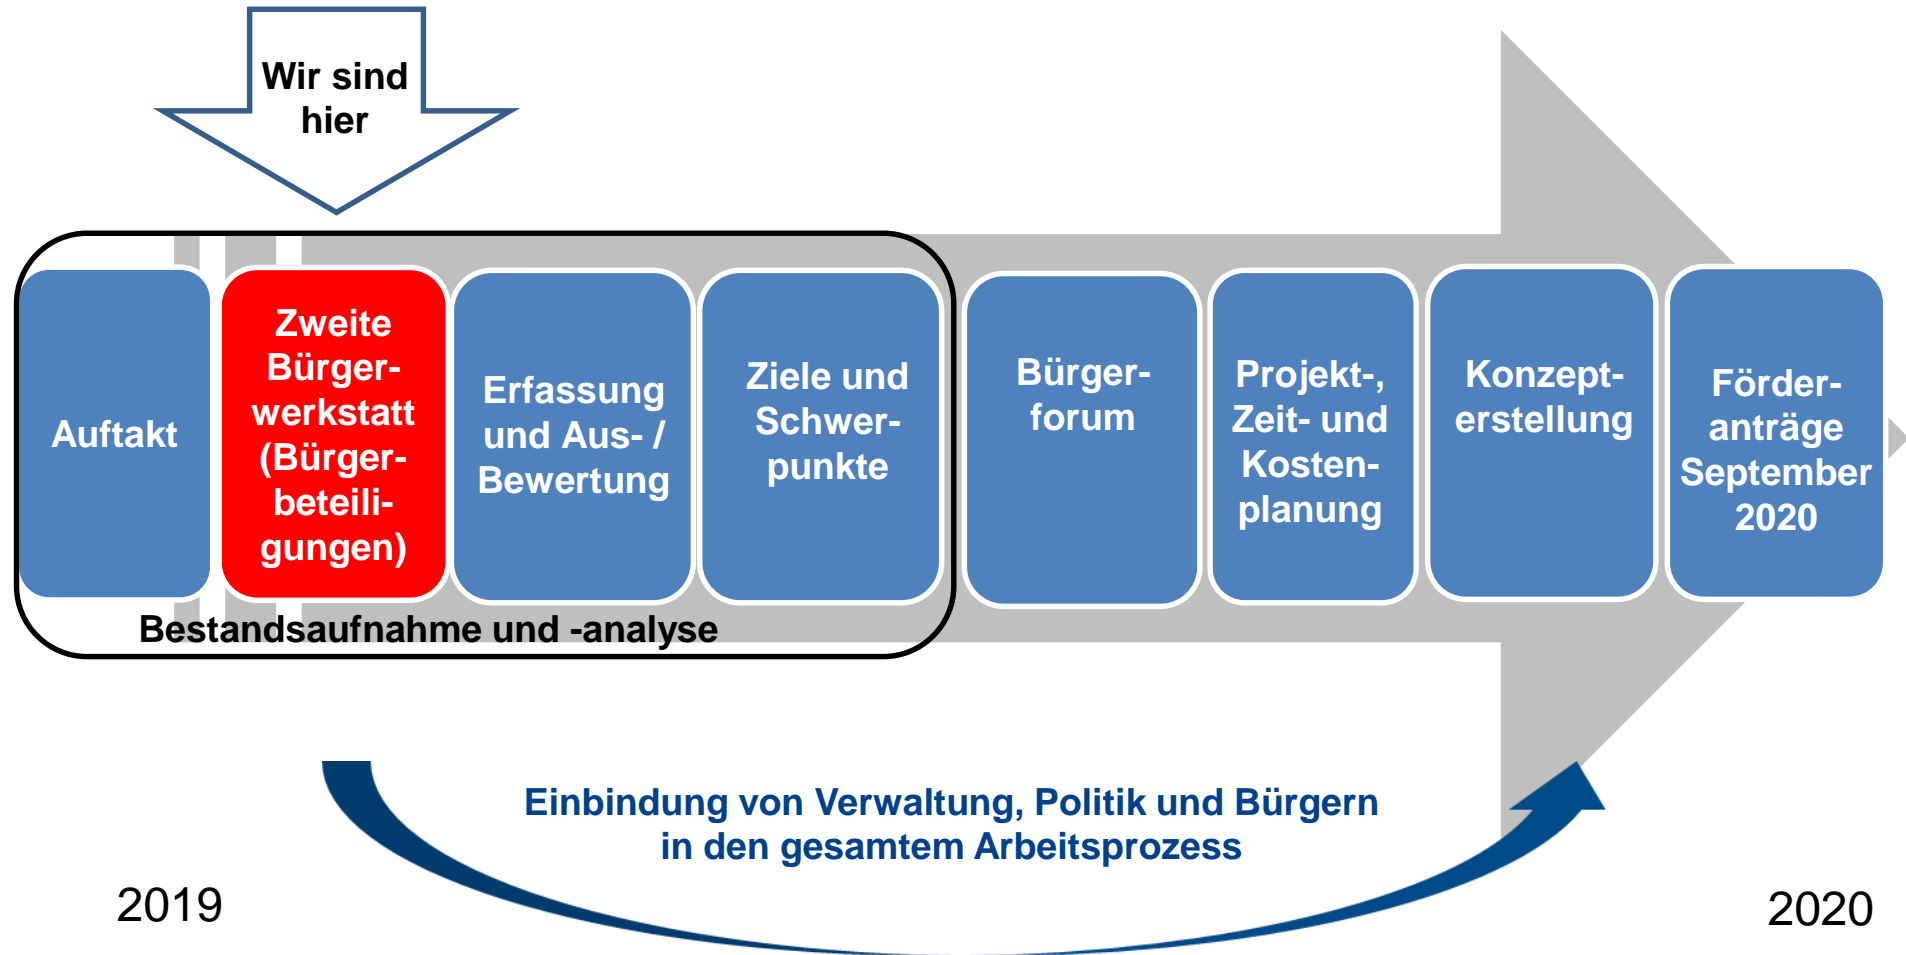 Wir sind
hier
Auftakt
Zweite
Bürger-
werkstatt
(Bürger-
beteili-
gungen)
Erfassung
und Aus- /
Bewertung
Ziele und
Schwer-
punkte
Bürger-
forum
Projekt-,
Zeit- und
Kosten-
planung
Konzept-
erstellung
Förder-
anträge
September
2020
Bestandsaufnahme und -analyse
Einbindung von Verwaltung, Politik und Bürgern
in den gesamtem Arbeitsprozess
2019
2020